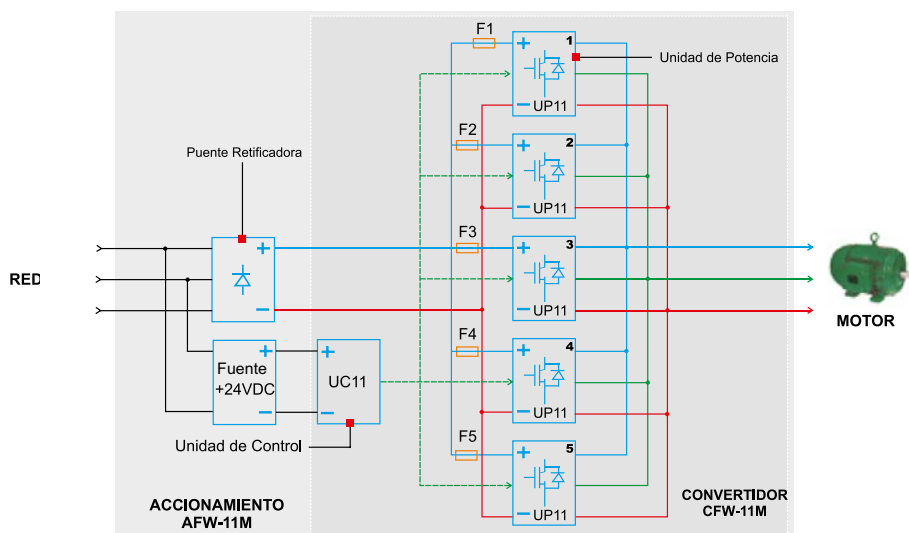 F1
+
1
UP11
−
Unidad de Potencia
F2
+
2
UP11
−
Puente Retificadora
F3
+
3
UP11
−
RED
+
−
MOTOR
F4
+
4
UP11
−
Fuente
+24VDC
+
−
UC11
+
−
Unidad de Control
F5
+
5
UP11
−
ACCIONAMIENTO
AFW-11M
CONVERTIDOR
CFW-11M